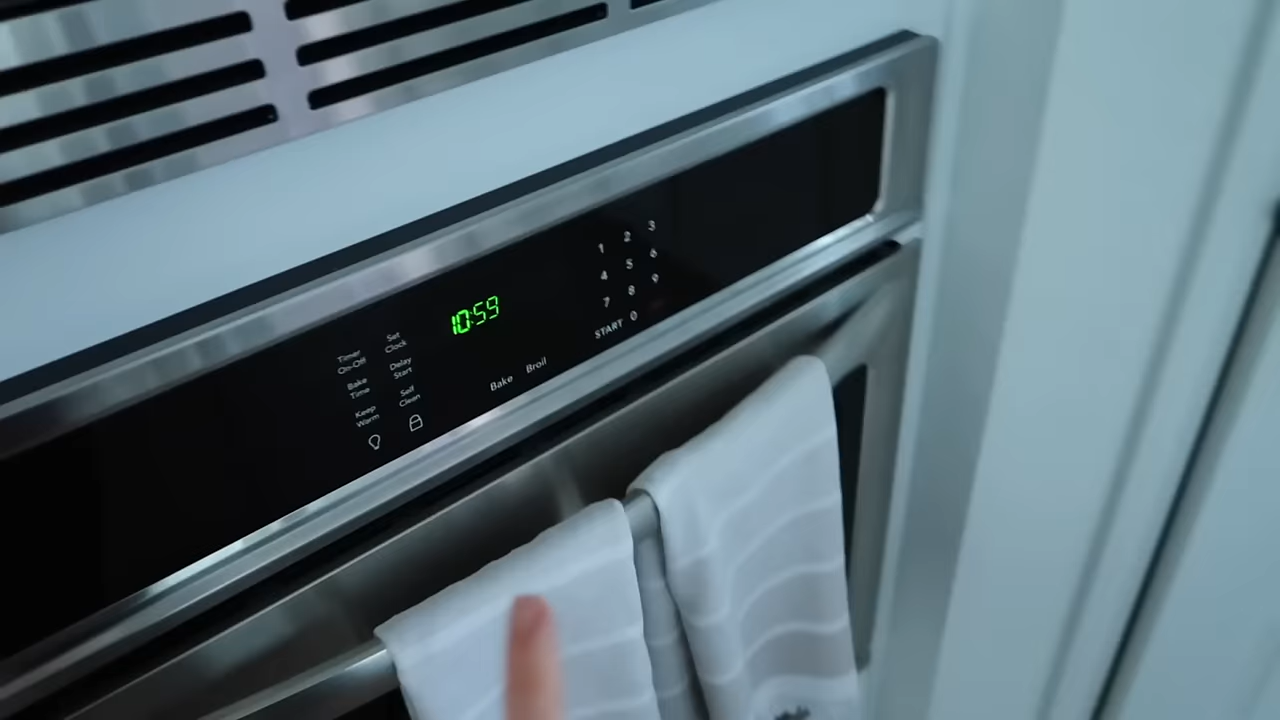 Timer
On-Off
Set
Clock
Bake
Time
Delay
Start
Keep
Warm
Self
Clean
10:59
Bake
Broil
1 2 3
4 5 6
7 8 9
START 0